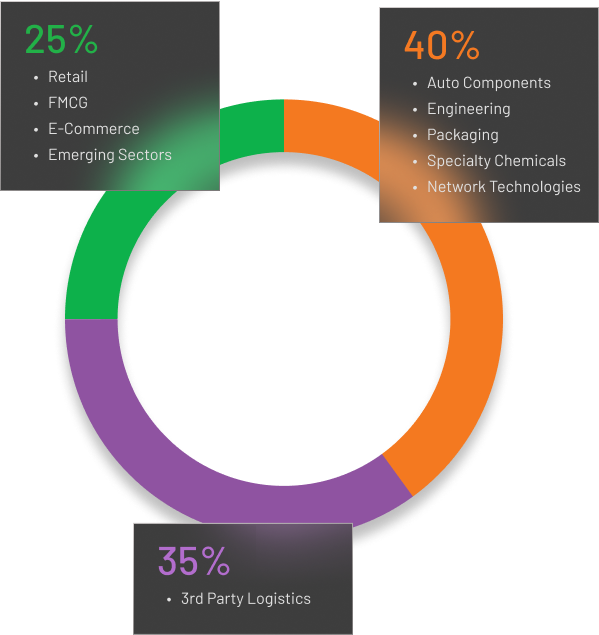 25%
• Retail
• FMCG
• E-Commerce
• Emerging Sectors
40%
• Auto Components
• Engineering
• Packaging
• Specialty Chemicals
• Network Technologies
35%
• 3rd Party Logistics